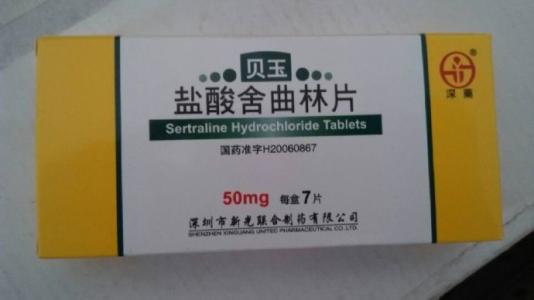 贝玉
盐酸舍曲林片
Sertraline Hydrochloride Tablets
国药准字H20060867
50mg 每盒7片
深圳市新光联合制药有限公司
SHENZHEN XINGUANG UNITEC PHARMACEUTICAL CO. LTD.
®
深药